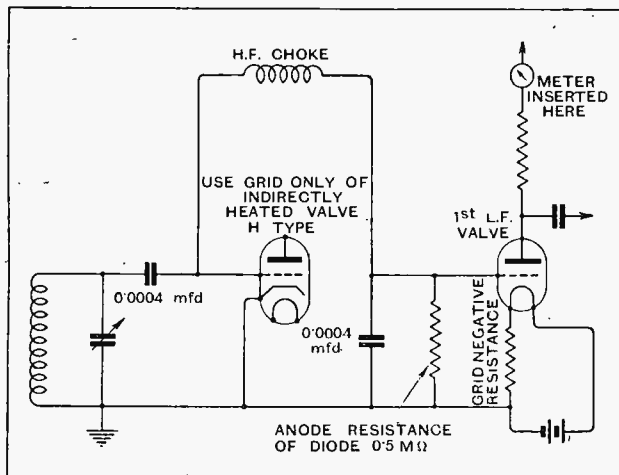 H.F. CHOKE
METER
INSERTED
HERE
USE GRID ONLY OF
INDIRECTLY
HEATED VALVE
H TYPE
1st L.F.
VALVE
0·0004 mfd
0·0004
mfd.
GRID NEGATIVE
RESISTANCE
ANODE RESISTANCE
OF DIODE 0·5 MΩ